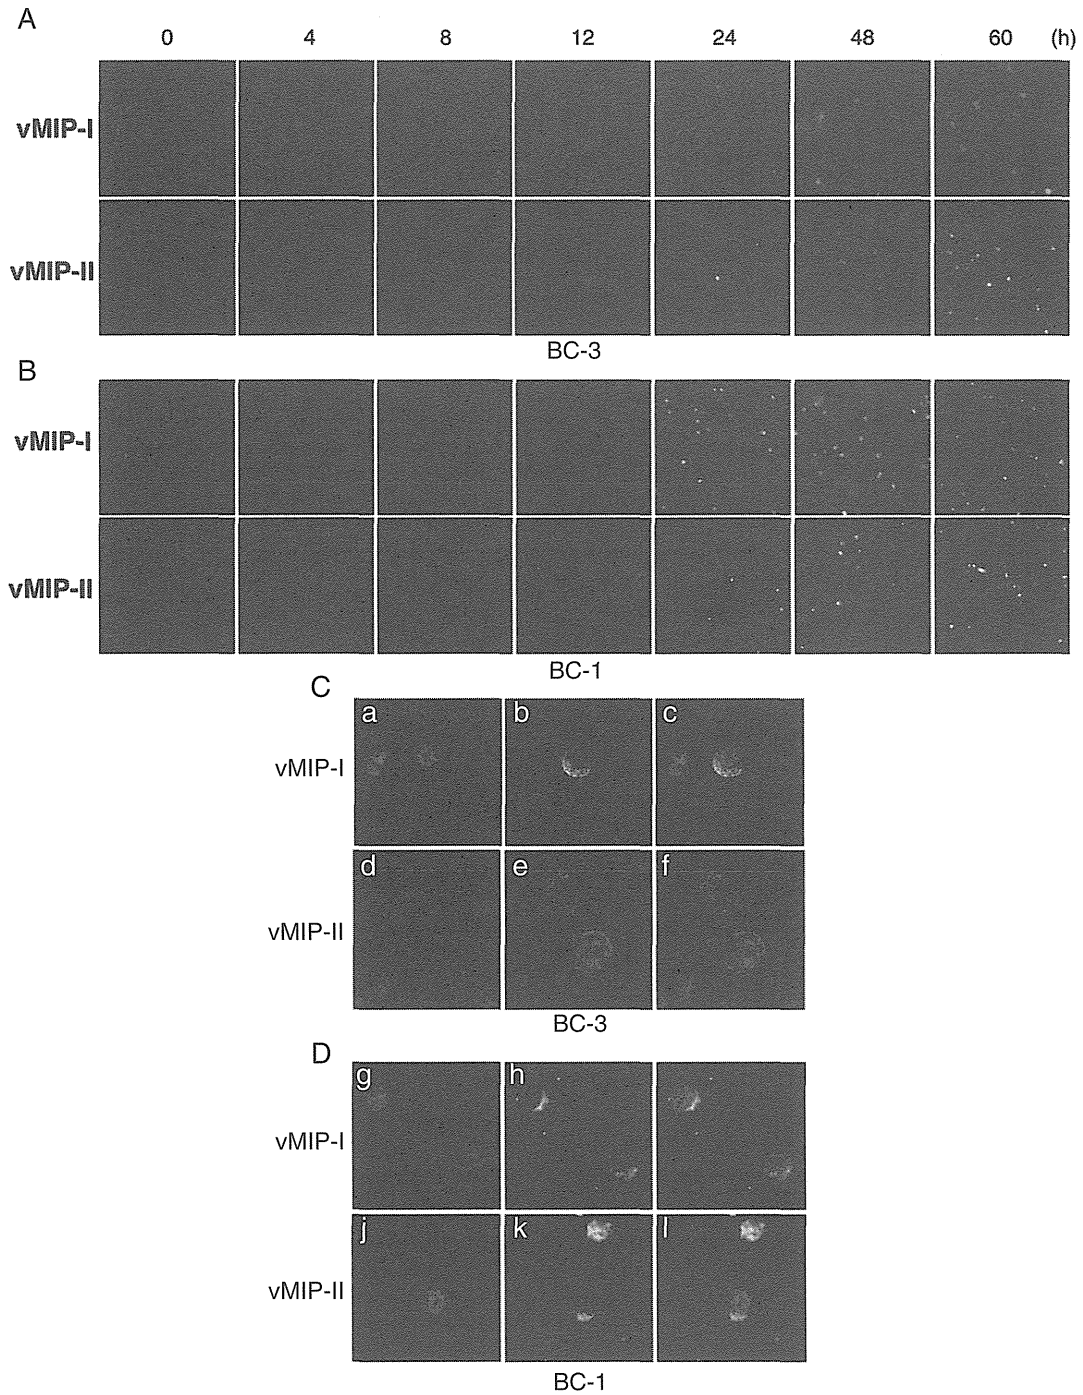 A
0 4 8 12 24 48 60 (h)
vMIP-I
vMIP-II
BC-3
B
vMIP-I
vMIP-II
BC-1
C
a b c
vMIP-I
d e f
vMIP-II
BC-3
D
g h
vMIP-I
j k l
vMIP-II
BC-1